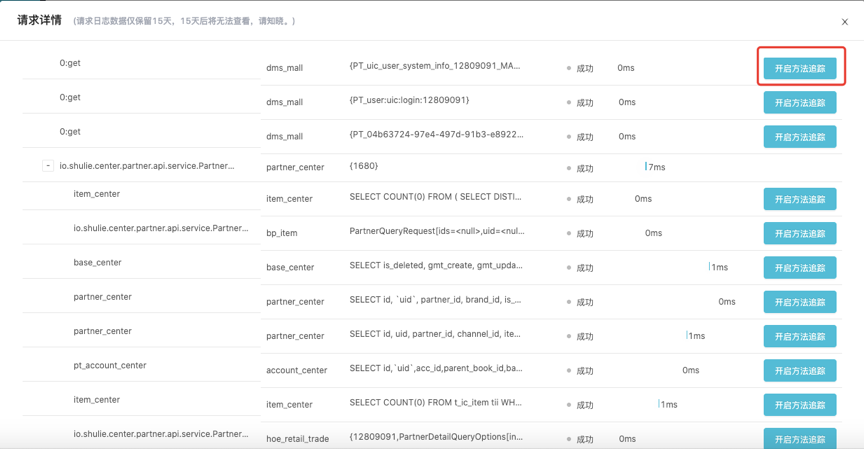 请求详情 (请求日志数据仅保留15天，15天后将无法查看，请知晓。)
0:get dms_mall {PT_uic_user_system_info_12809091_MA... 成功 0ms 开启方法追踪
0:get dms_mall {PT_user:uic:login:12809091} 成功 0ms 开启方法追踪
0:get dms_mall {PT_04b63724-97e4-497d-91b3-e8922... 成功 0ms 开启方法追踪
io.shulie.center.partner.api.service.Partner... partner_center {1680} 成功 7ms
item_center item_center SELECT COUNT(0) FROM ( SELECT DISTI... 成功 0ms 开启方法追踪
io.shulie.center.partner.api.service.Partner... bp_item PartnerQueryRequest[ids=<null>,uid=<nul... 成功 0ms 开启方法追踪
base_center base_center SELECT is_deleted, gmt_create, gmt_upda... 成功 1ms 开启方法追踪
partner_center partner_center SELECT id, `uid`, partner_id, brand_id, is_... 成功 0ms 开启方法追踪
partner_center partner_center SELECT id, uid, partner_id, channel_id, ite... 成功 1ms 开启方法追踪
pt_account_center account_center SELECT id,`uid`,acc_id,parent_book_id,ba... 成功 0ms 开启方法追踪
item_center item_center SELECT COUNT(0) FROM t_ic_item tii WH... 成功 1ms 开启方法追踪
io.shulie.center.partner.api.service.Partner... hoe_retail_trade {12809091,PartnerDetailQueryOptions[in... 成功 0ms 开启方法追踪